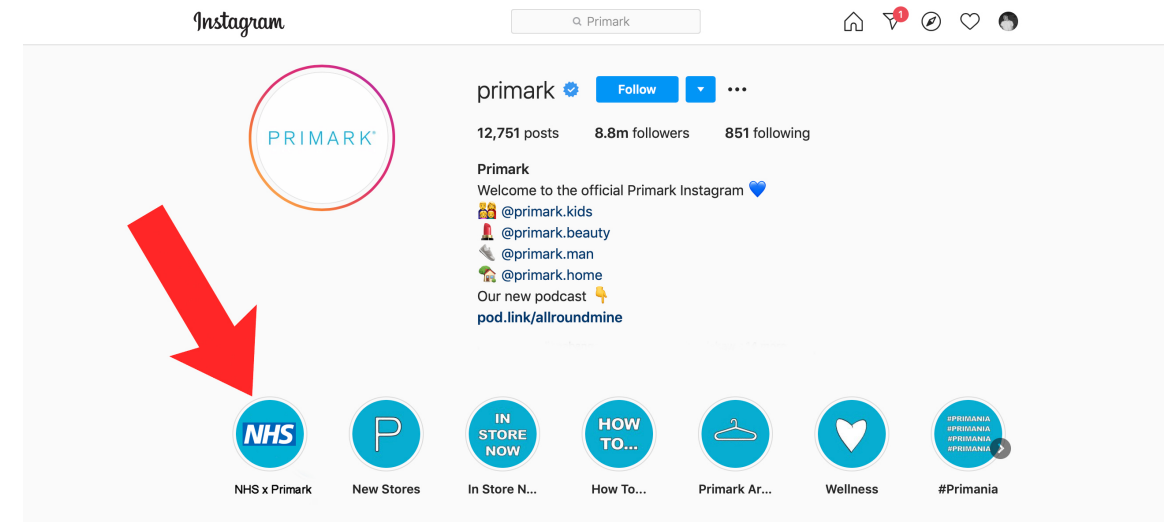 Instagram
Primark
1
PRIMARK®
primark Follow
12,751 posts 8.8m followers 851 following
Primark
Welcome to the official Primark Instagram 💙
@primark.kids
@primark.beauty
@primark.man
@primark.home
Our new podcast 👇
pod.link/allroundmine
NHS
P
IN
STORE
NOW
HOW
TO...
#PRIMANIA
#PRIMANIA
#PRIMANIA
#PRIMANIA
NHS x Primark New Stores In Store N... How To... Primark Ar... Wellness #Primania